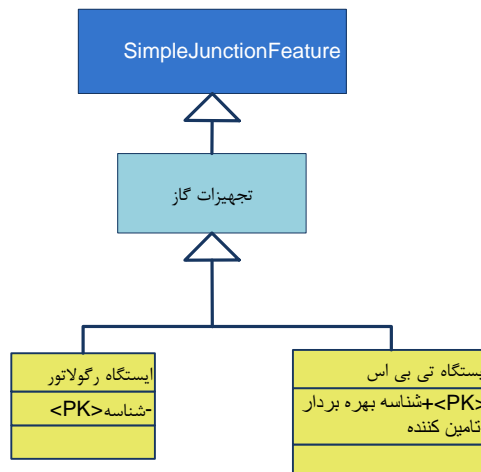 SimpleJunctionFeature
تجهیزات گاز
ایستگاه رگولاتور
-شناسه<PK>
یستگاه تی بی اس
<PK>+شناسه بهره بردار
تامین کننده